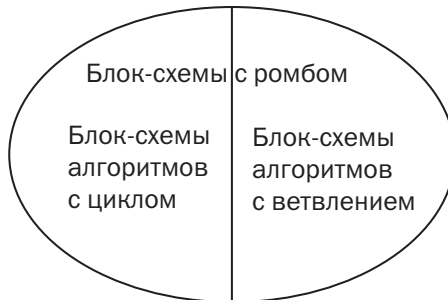 Блок-схемы с ромбом
Блок-схемы
алгоритмов
с циклом
Блок-схемы
алгоритмов
с ветвлением